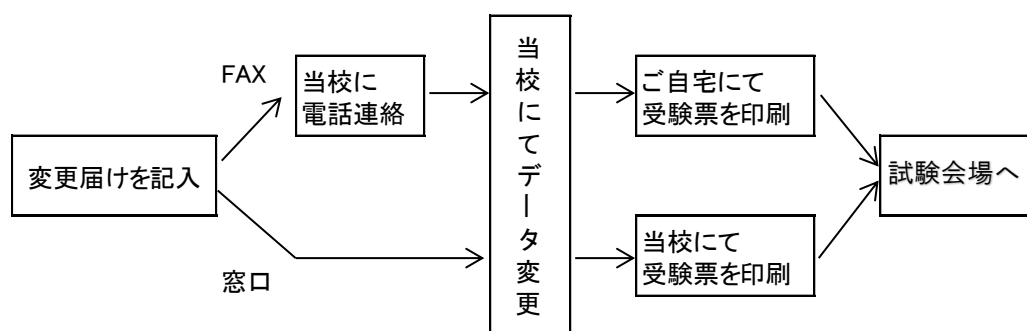 変更届けを記入
FAX
当校に
電話連絡
窓口
当校にてデータ変更
ご自宅にて
受験票を印刷
当校にて
受験票を印刷
試験会場へ